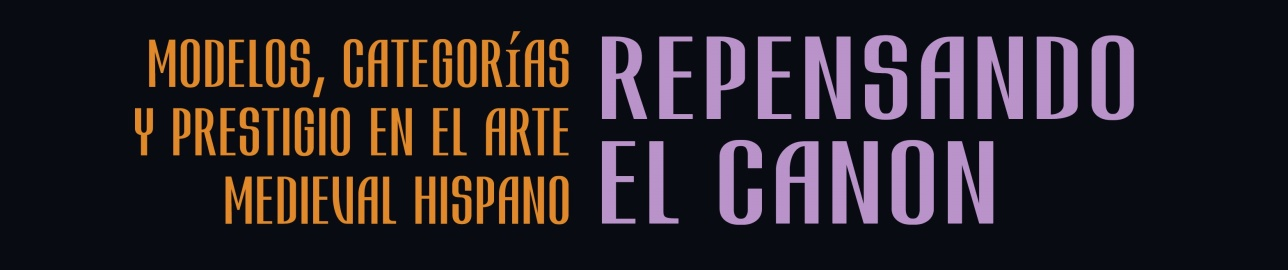 MODELOS, CATEGORÍAS
Y PRESTIGIO EN EL ARTE
MEDIEVAL HISPANO
REPENSANDO
EL CANON